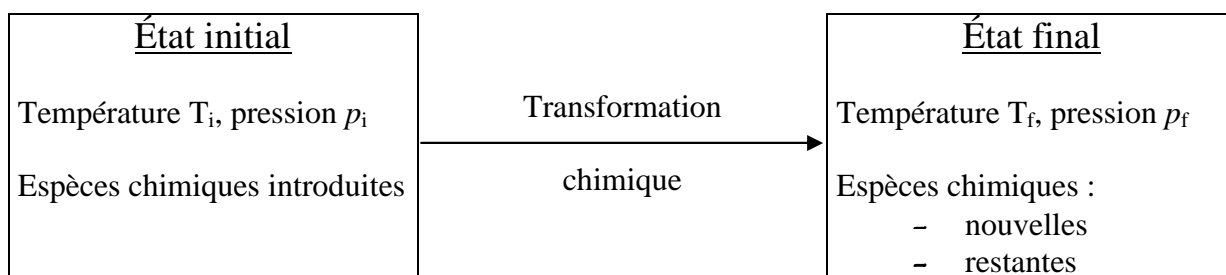 État initial
Température Ti, pression pi
Espèces chimiques introduites
Transformation
chimique
État final
Température Tf, pression pf
Espèces chimiques :
- nouvelles
- restantes